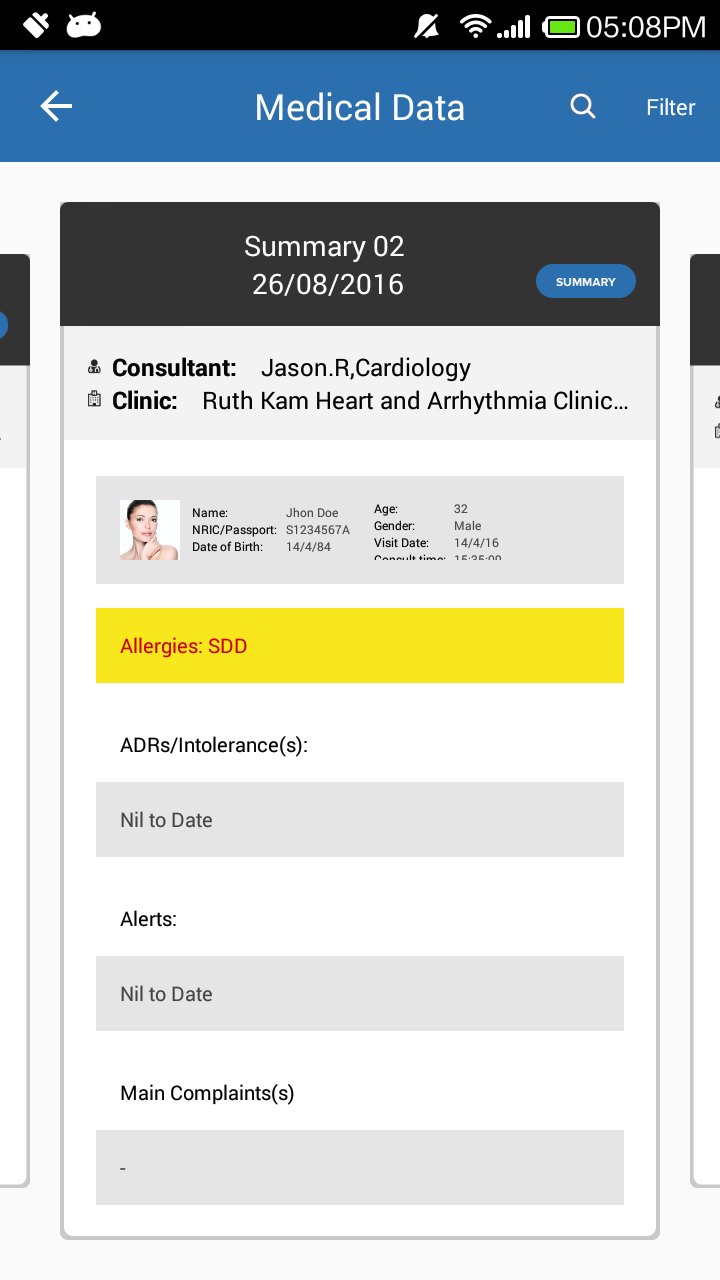 05:08PM
Medical Data
Filter
Summary 02
26/08/2016
SUMMARY
Consultant: Jason.R,Cardiology
Clinic: Ruth Kam Heart and Arrhythmia Clinic...
Name: Jhon Doe
NRIC/Passport: S1234567A
Date of Birth: 14/4/84
Age: 32
Gender: Male
Visit Date: 14/4/16
Consult time: 15:35:09
Allergies: SDD
ADRs/Intolerance(s):
Nil to Date
Alerts:
Nil to Date
Main Complaints(s)
-